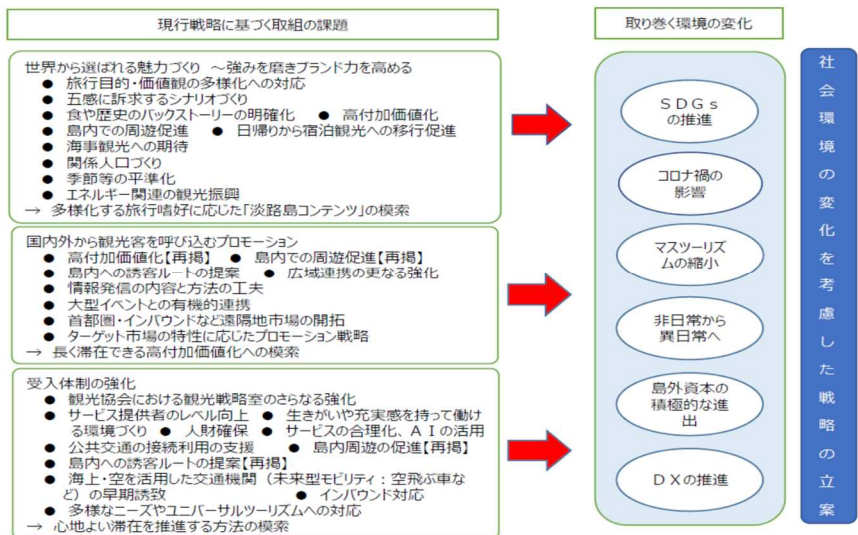 現行戦略に基づく取組の課題
世界から選ばれる魅力づくり ~強みを磨きブランド力を高める
● 旅行目的・価値観の多様化への対応
● 五感に訴求するシナリオづくり
● 食や歴史のバックストーリーの明確化 ● 高付加価値化
● 島内での周遊促進 ● 日帰りから宿泊観光への移行促進
● 海事観光への期待
● 関係人口づくり
● 季節等の平準化
● エネルギー関連の観光振興
→ 多様化する旅行嗜好に応じた「淡路島コンテンツ」の模索
国内外から観光客を呼び込むプロモーション
● 高付加価値化【再掲】 ● 島内での周遊促進【再掲】
● 島内への誘客ルートの提案 ● 広域連携の更なる強化
● 情報発信の内容と方法の工夫
● 大型イベントとの有機的連携
● 首都圏・インバウンドなど遠隔地市場の開拓
● ターゲット市場の特性に応じたプロモーション戦略
→ 長く滞在できる高付加価値化への模索
受入体制の強化
● 観光協会における観光戦略室のさらなる強化
● サービス提供者のレベル向上 ● 生きがいや充実感を持って働け
る環境づくり ● 人財確保 ● サービスの合理化、AIの活用
● 公共交通の接続利用の支援 ● 島内周遊の促進【再掲】
● 島内への誘客ルートの提案【再掲】
● 海上・空を活用した交通機関（未来型モビリティ：空飛ぶ車な
ど）の早期誘致 ● インバウンド対応
● 多様なニーズやユニバーサルツーリズムへの対応
→ 心地よい滞在を推進する方法の模索
取り巻く環境の変化
SDGs
の推進
コロナ禍の
影響
マスツーリズ
ムの縮小
非日常から
異日常へ
島外資本の
積極的な進
出
DXの推進
社会環境の変化を考慮した戦略の立案